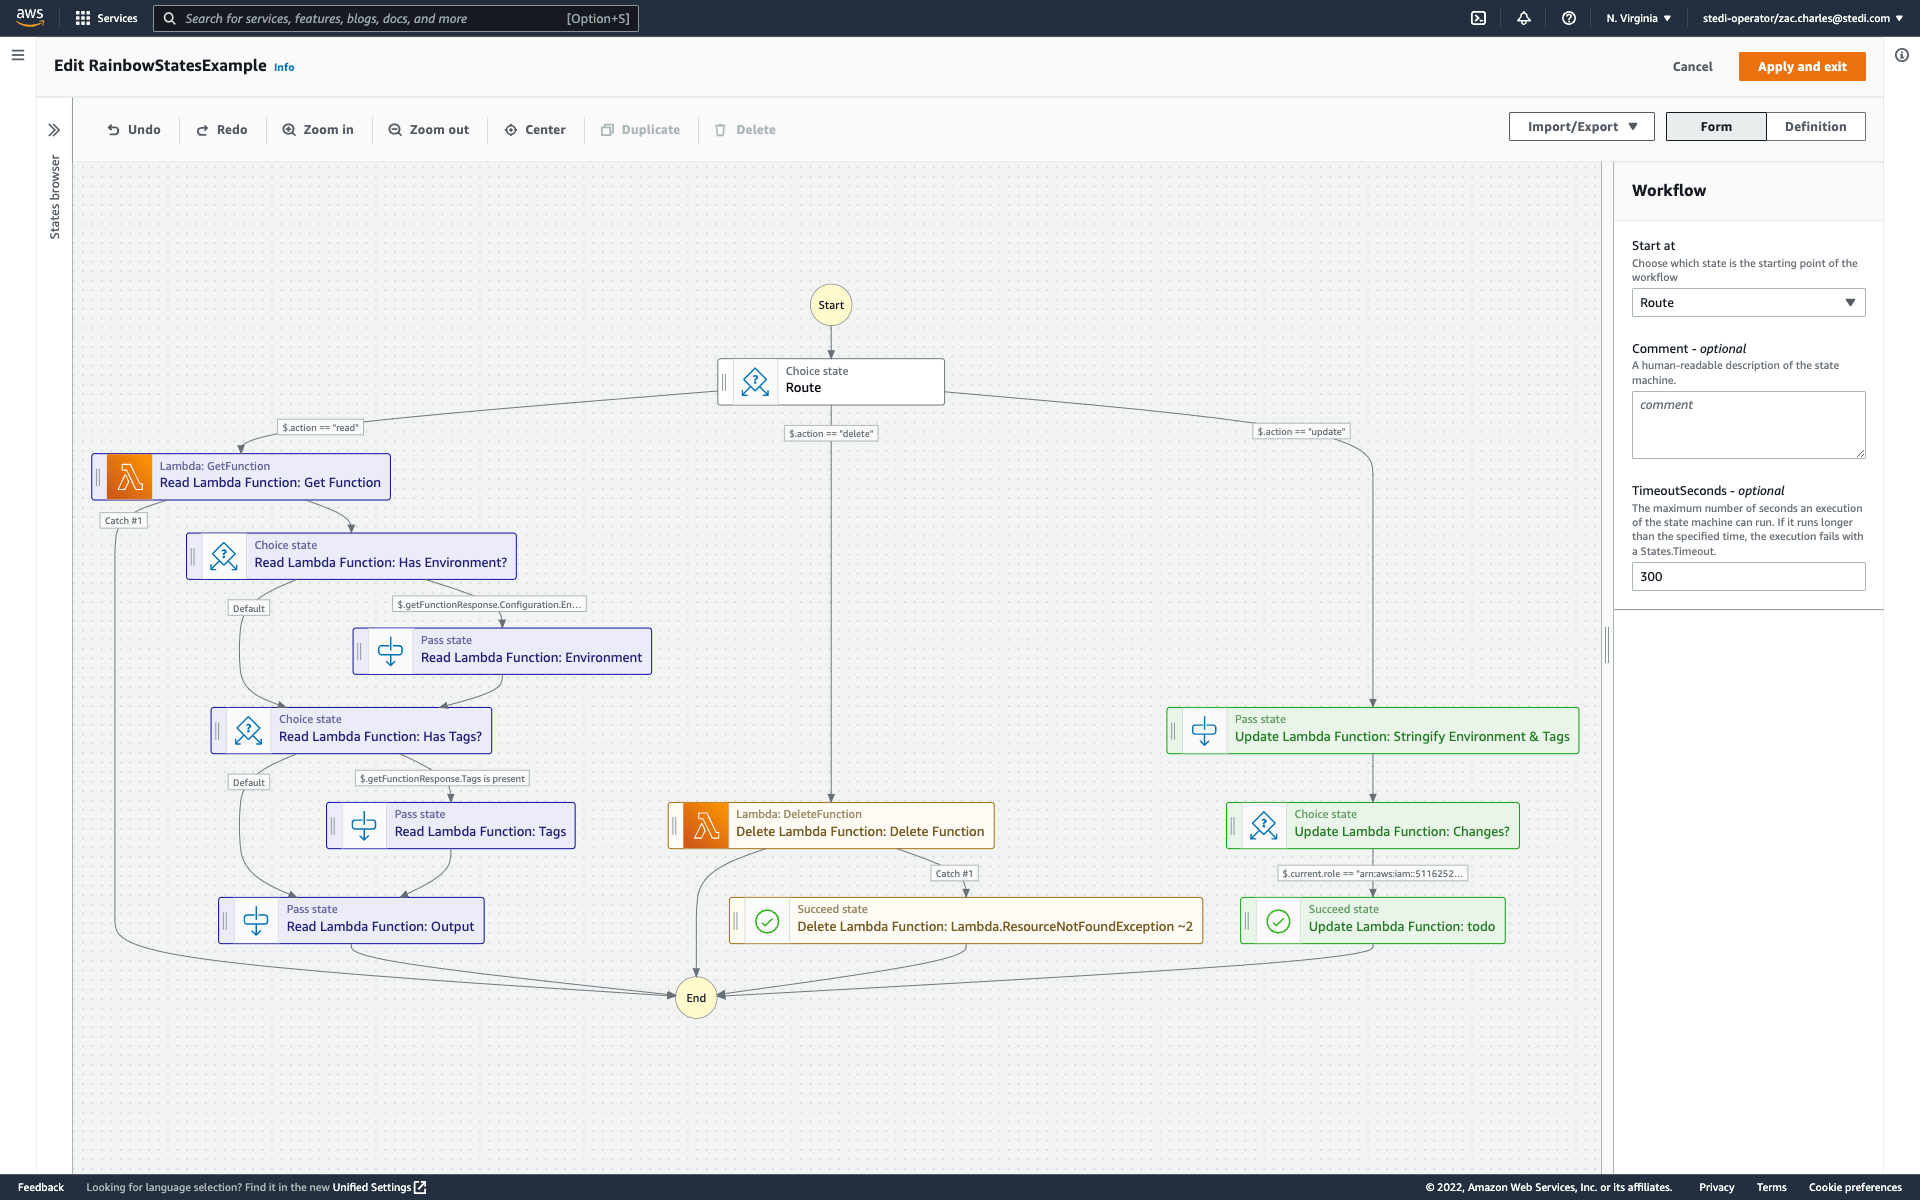 aws
Services
Search for services, features, blogs, docs, and more
[Option+S]
N. Virginia
stedi-operator/zac.charles@stedi.com
Edit RainbowStatesExample
Info
Cancel
Apply and exit
Undo
Redo
Zoom in
Zoom out
Center
Duplicate
Delete
Import/Export
Form
Definition
States browser
Start
Choice state
Route
$.action == "read"
$.action == "delete"
$.action == "update"
Lambda: GetFunction
Read Lambda Function: Get Function
Catch #1
Choice state
Read Lambda Function: Has Environment?
Default
$.getFunctionResponse.Configuration.En...
Pass state
Read Lambda Function: Environment
Choice state
Read Lambda Function: Has Tags?
Default
$.getFunctionResponse.Tags is present
Pass state
Read Lambda Function: Tags
Pass state
Read Lambda Function: Output
Lambda: DeleteFunction
Delete Lambda Function: Delete Function
Catch #1
Succeed state
Delete Lambda Function: Lambda.ResourceNotFoundException ~2
Pass state
Update Lambda Function: Stringify Environment & Tags
Choice state
Update Lambda Function: Changes?
$.current.role == "arn:aws:iam::5116252...
Succeed state
Update Lambda Function: todo
End
Workflow
Start at
Choose which state is the starting point of the
workflow
Route
Comment - optional
A human-readable description of the state
machine.
comment
TimeoutSeconds - optional
The maximum number of seconds an execution
of the state machine can run. If it runs longer
than the specified time, the execution fails with
a States.Timeout.
300
Feedback
Looking for language selection? Find it in the new Unified Settings
© 2022, Amazon Web Services, Inc. or its affiliates.
Privacy
Terms
Cookie preferences